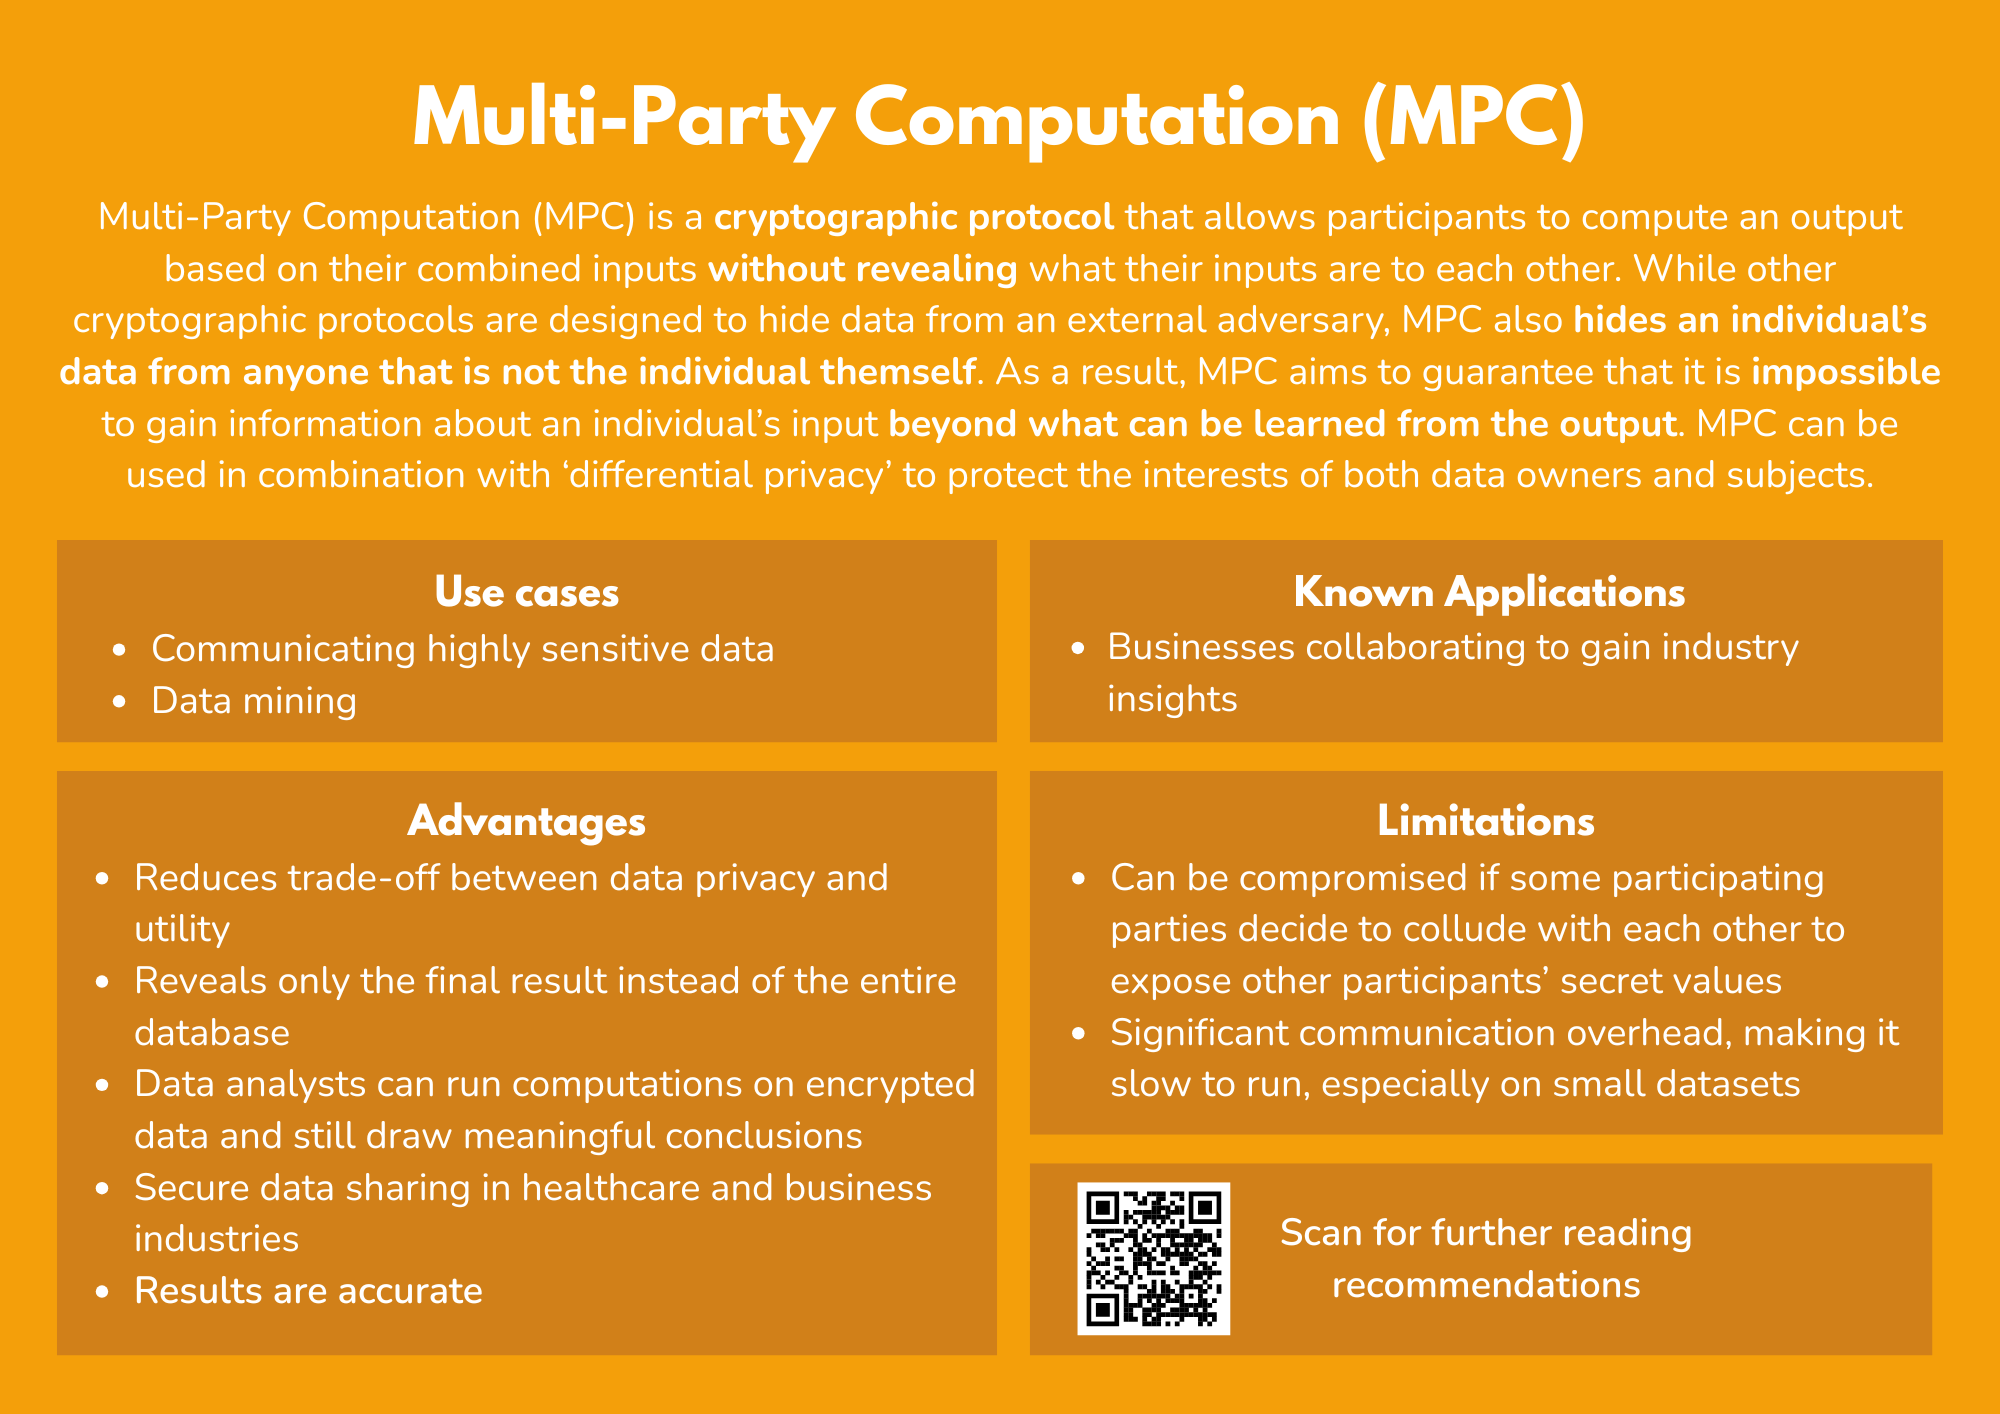 Multi-Party Computation (MPC)
Multi-Party Computation (MPC) is a cryptographic protocol that allows participants to compute an output
based on their combined inputs without revealing what their inputs are to each other. While other
cryptographic protocols are designed to hide data from an external adversary, MPC also hides an individual’s
data from anyone that is not the individual themself. As a result, MPC aims to guarantee that it is impossible
to gain information about an individual’s input beyond what can be learned from the output. MPC can be
used in combination with ‘differential privacy’ to protect the interests of both data owners and subjects.
Use cases
• Communicating highly sensitive data
• Data mining
Known Applications
• Businesses collaborating to gain industry
insights
Advantages
• Reduces trade-off between data privacy and
utility
• Reveals only the final result instead of the entire
database
• Data analysts can run computations on encrypted
data and still draw meaningful conclusions
• Secure data sharing in healthcare and business
industries
• Results are accurate
Limitations
• Can be compromised if some participating
parties decide to collude with each other to
expose other participants’ secret values
• Significant communication overhead, making it
slow to run, especially on small datasets
Scan for further reading
recommendations